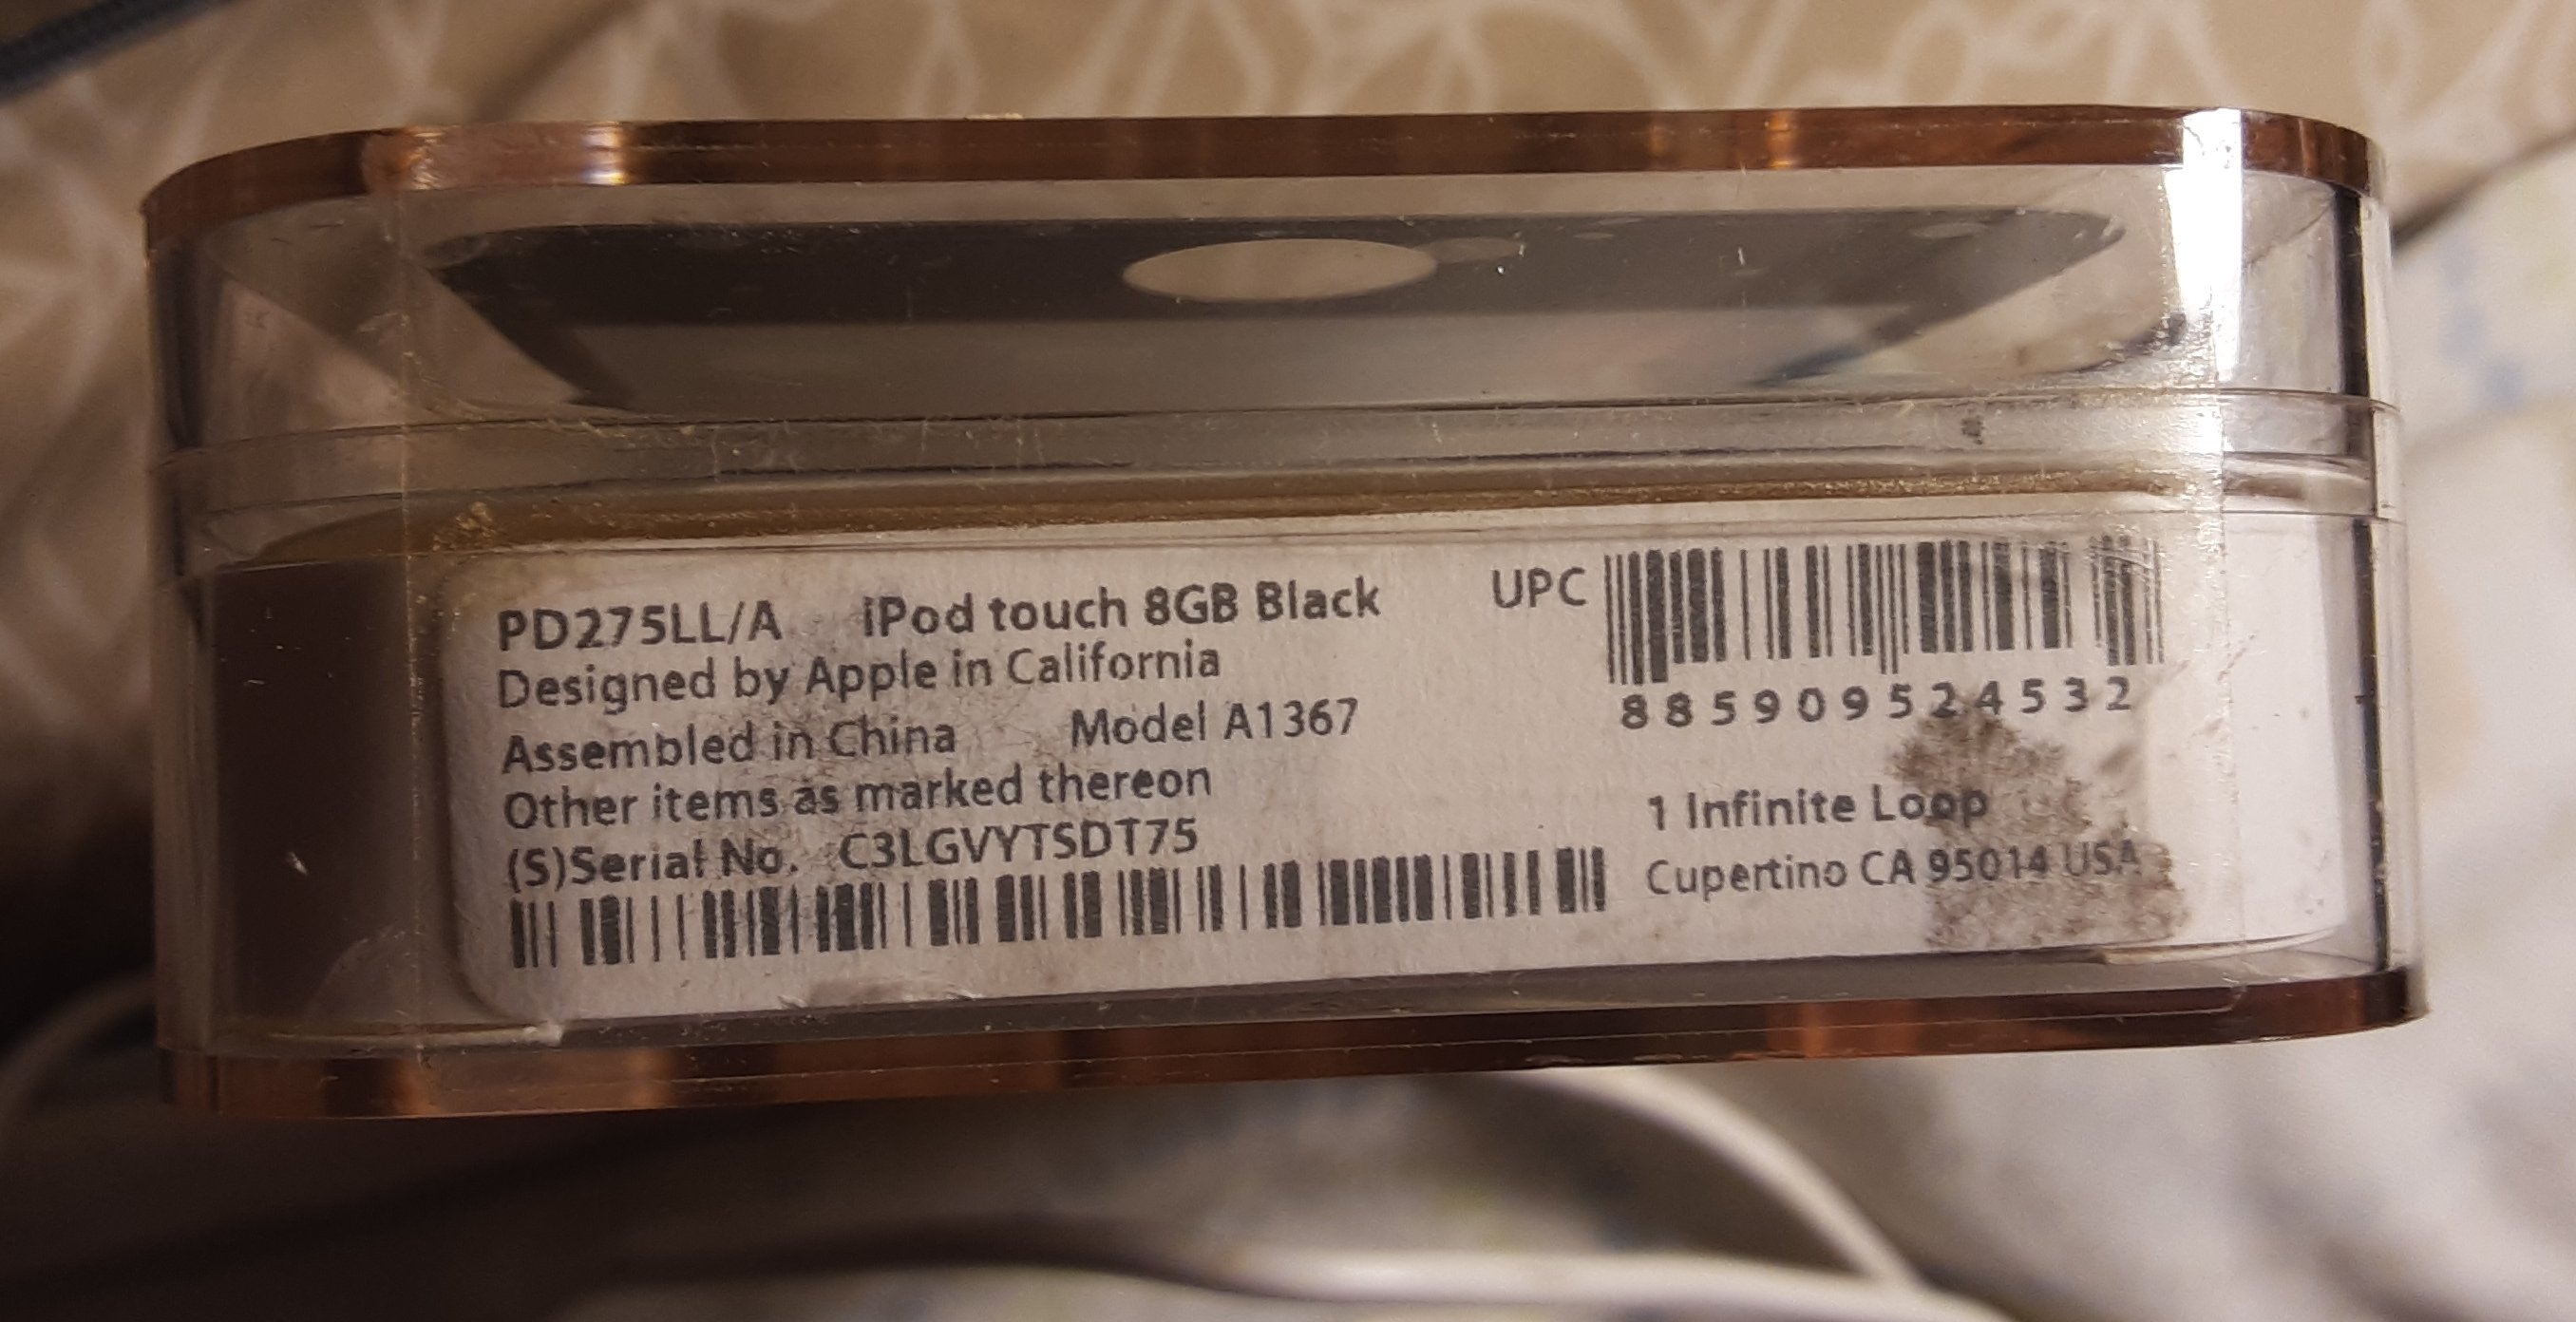 PD275LL/A iPod touch 8GB Black
Designed by Apple in California
Assembled in China Model A1367
Other items as marked thereon
(S)Serial No. C3LGVYTSDT75
UPC
885909524532
1 Infinite Loop
Cupertino CA 95014 USA